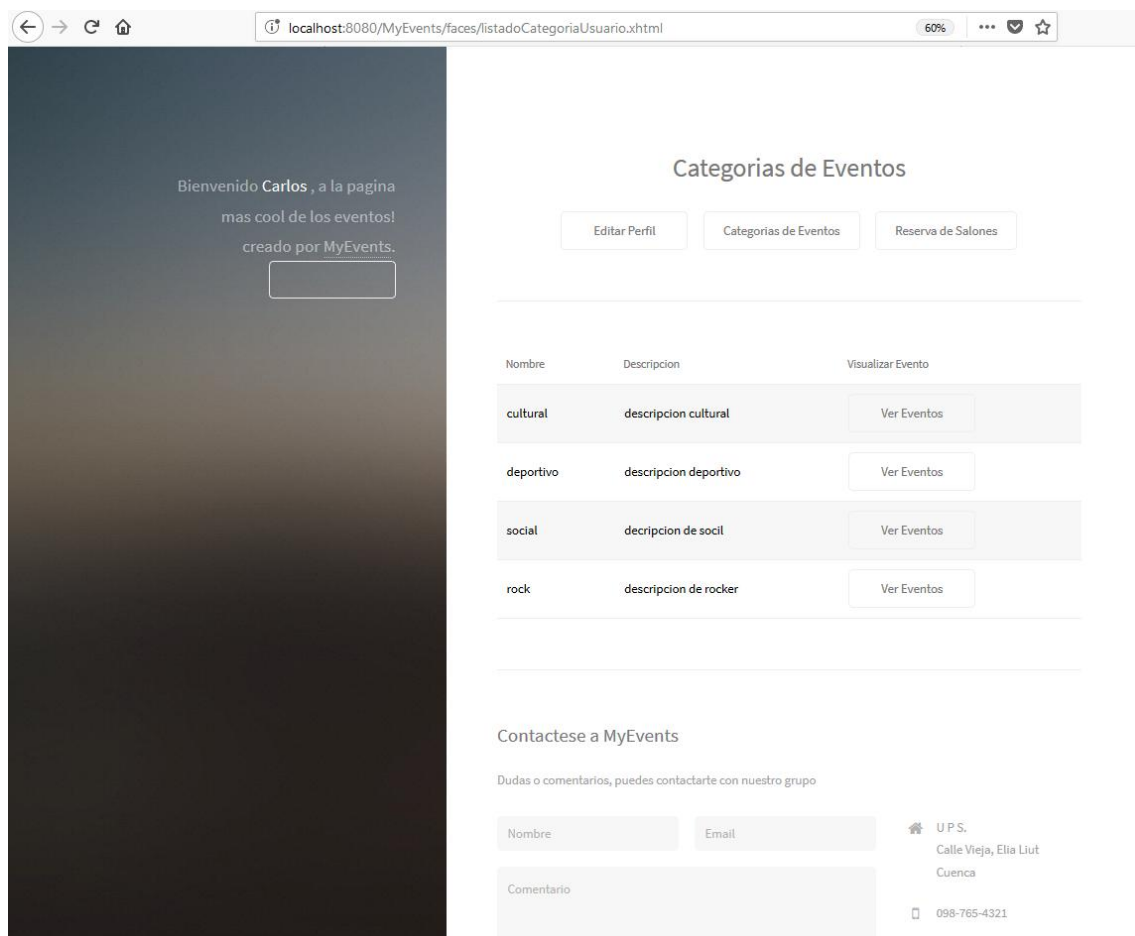 localhost:8080/MyEvents/faces/listadoCategoriaUsuario.xhtml
60%
Bienvenido Carlos , a la pagina
mas cool de los eventos!
creado por MyEvents.
Categorias de Eventos
Editar Perfil
Categorias de Eventos
Reserva de Salones
Nombre Descripcion Visualizar Evento
cultural descripcion cultural Ver Eventos
deportivo descripcion deportivo Ver Eventos
social decripcion de socil Ver Eventos
rock descripcion de rocker Ver Eventos
Contactese a MyEvents
Dudas o comentarios, puedes contactarte con nuestro grupo
Nombre
Email
Comentario
U P S.
Calle Vieja, Elia Liut
Cuenca
098-765-4321